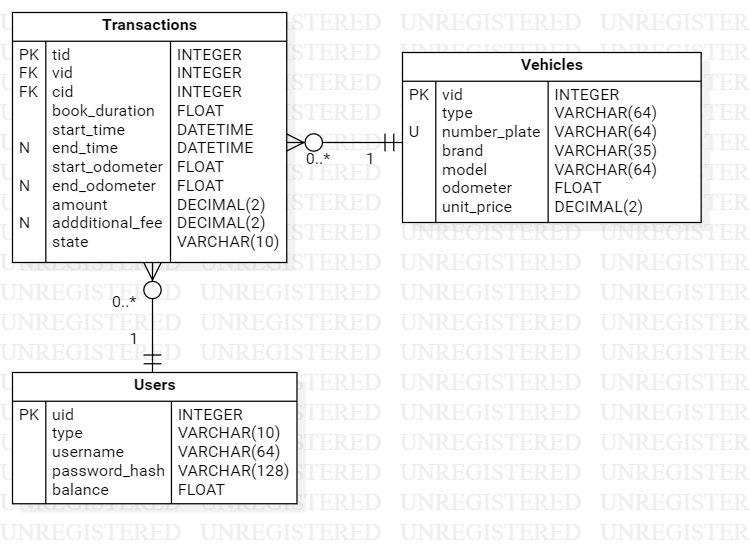 Transactions
PK tid INTEGER
FK vid INTEGER
FK cid INTEGER
book_duration FLOAT
start_time DATETIME
N end_time DATETIME
start_odometer FLOAT
N end_odometer FLOAT
amount DECIMAL(2)
N addditional_fee DECIMAL(2)
state VARCHAR(10)
0..* 1
Vehicles
PK vid INTEGER
type VARCHAR(64)
U number_plate VARCHAR(64)
brand VARCHAR(35)
model VARCHAR(64)
odometer FLOAT
unit_price DECIMAL(2)
0..*
1
Users
PK uid INTEGER
type VARCHAR(10)
username VARCHAR(64)
password_hash VARCHAR(128)
balance FLOAT
UNREGISTERED